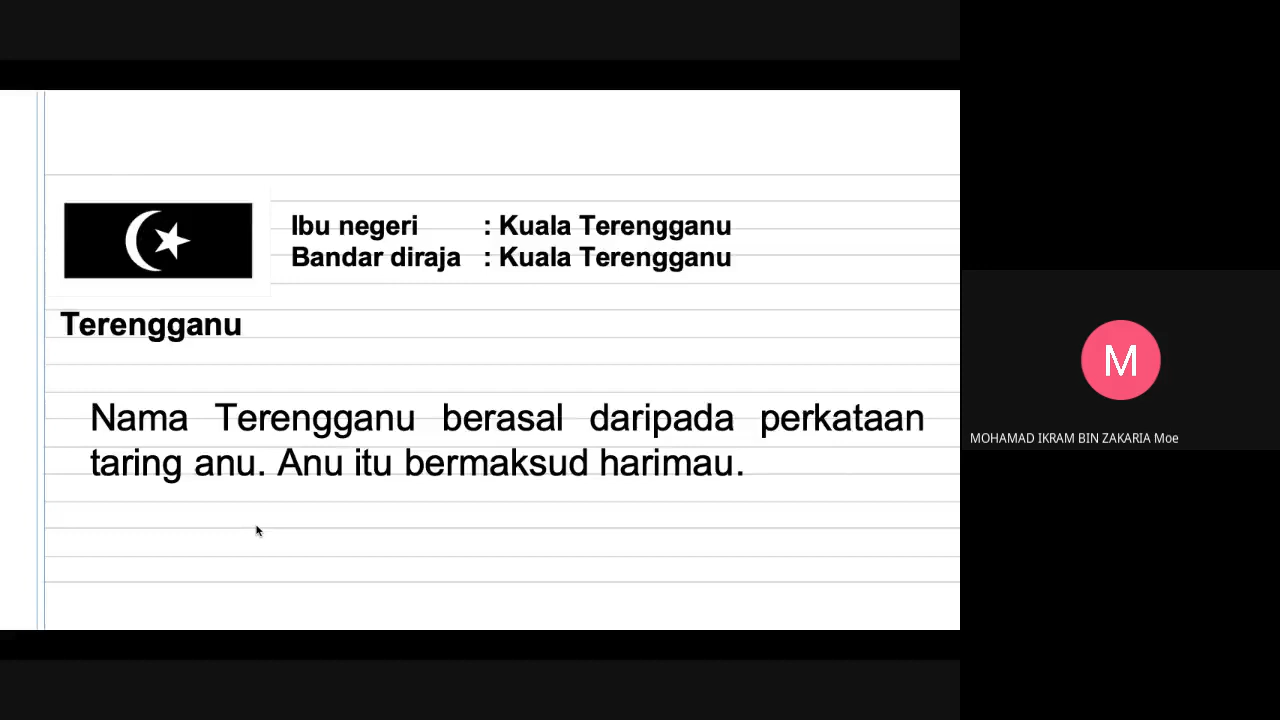 Ibu negeri : Kuala Terengganu
Bandar diraja : Kuala Terengganu
Terengganu
Nama Terengganu berasal daripada perkataan
taring anu. Anu itu bermaksud harimau.
M
MOHAMAD IKRAM BIN ZAKARIA Moe